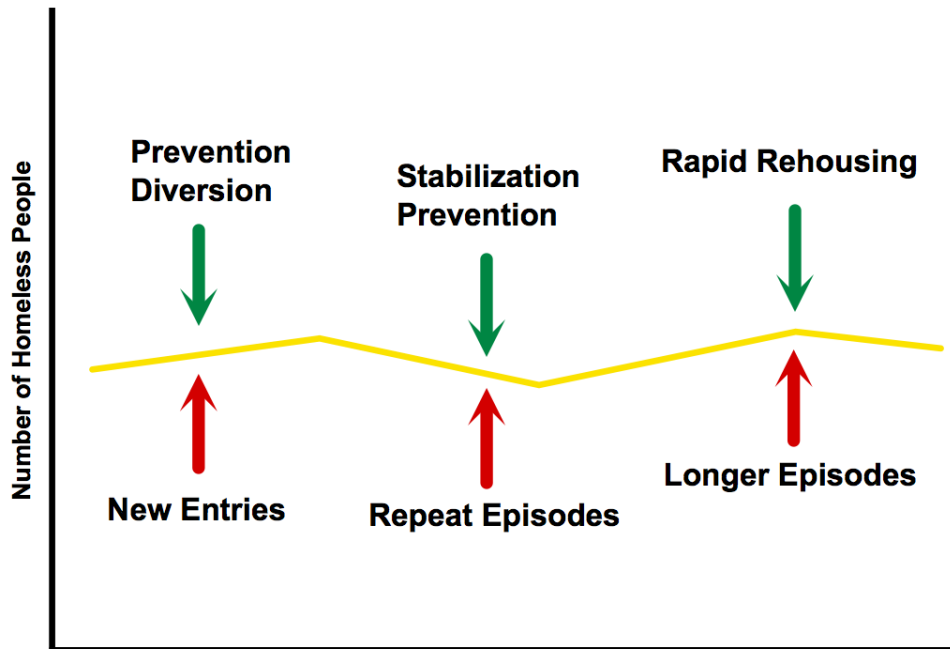 Number of Homeless People
Prevention
Diversion
Stabilization
Prevention
Rapid Rehousing
New Entries
Repeat Episodes
Longer Episodes